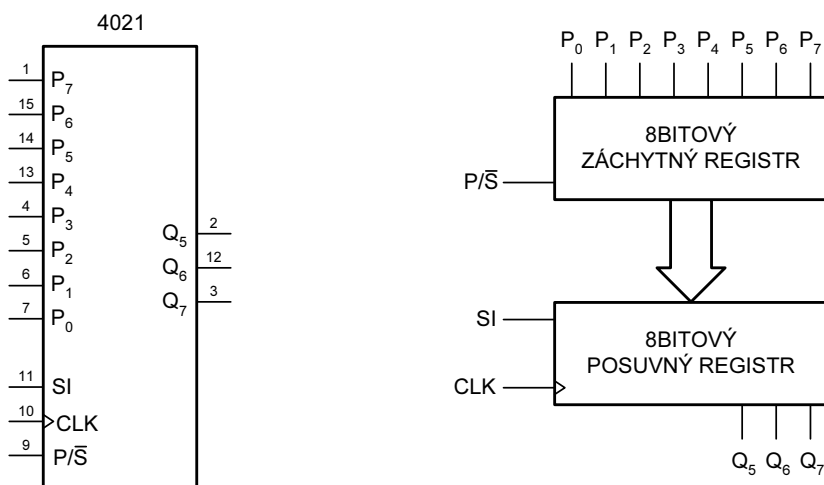 4021
1 P₇
15 P₆
14 P₅
13 P₄
4 P₃
5 P₂
6 P₁
7 P₀
11 SI
10 CLK
9 P/S̅
Q₅ 2
Q₆ 12
Q₇ 3
P₀ P₁ P₂ P₃ P₄ P₅ P₆ P₇
8BITOVÝ
ZÁCHYTNÝ REGISTR
P/S̅
SI
CLK
8BITOVÝ
POSUVNÝ REGISTR
Q₅ Q₆ Q₇